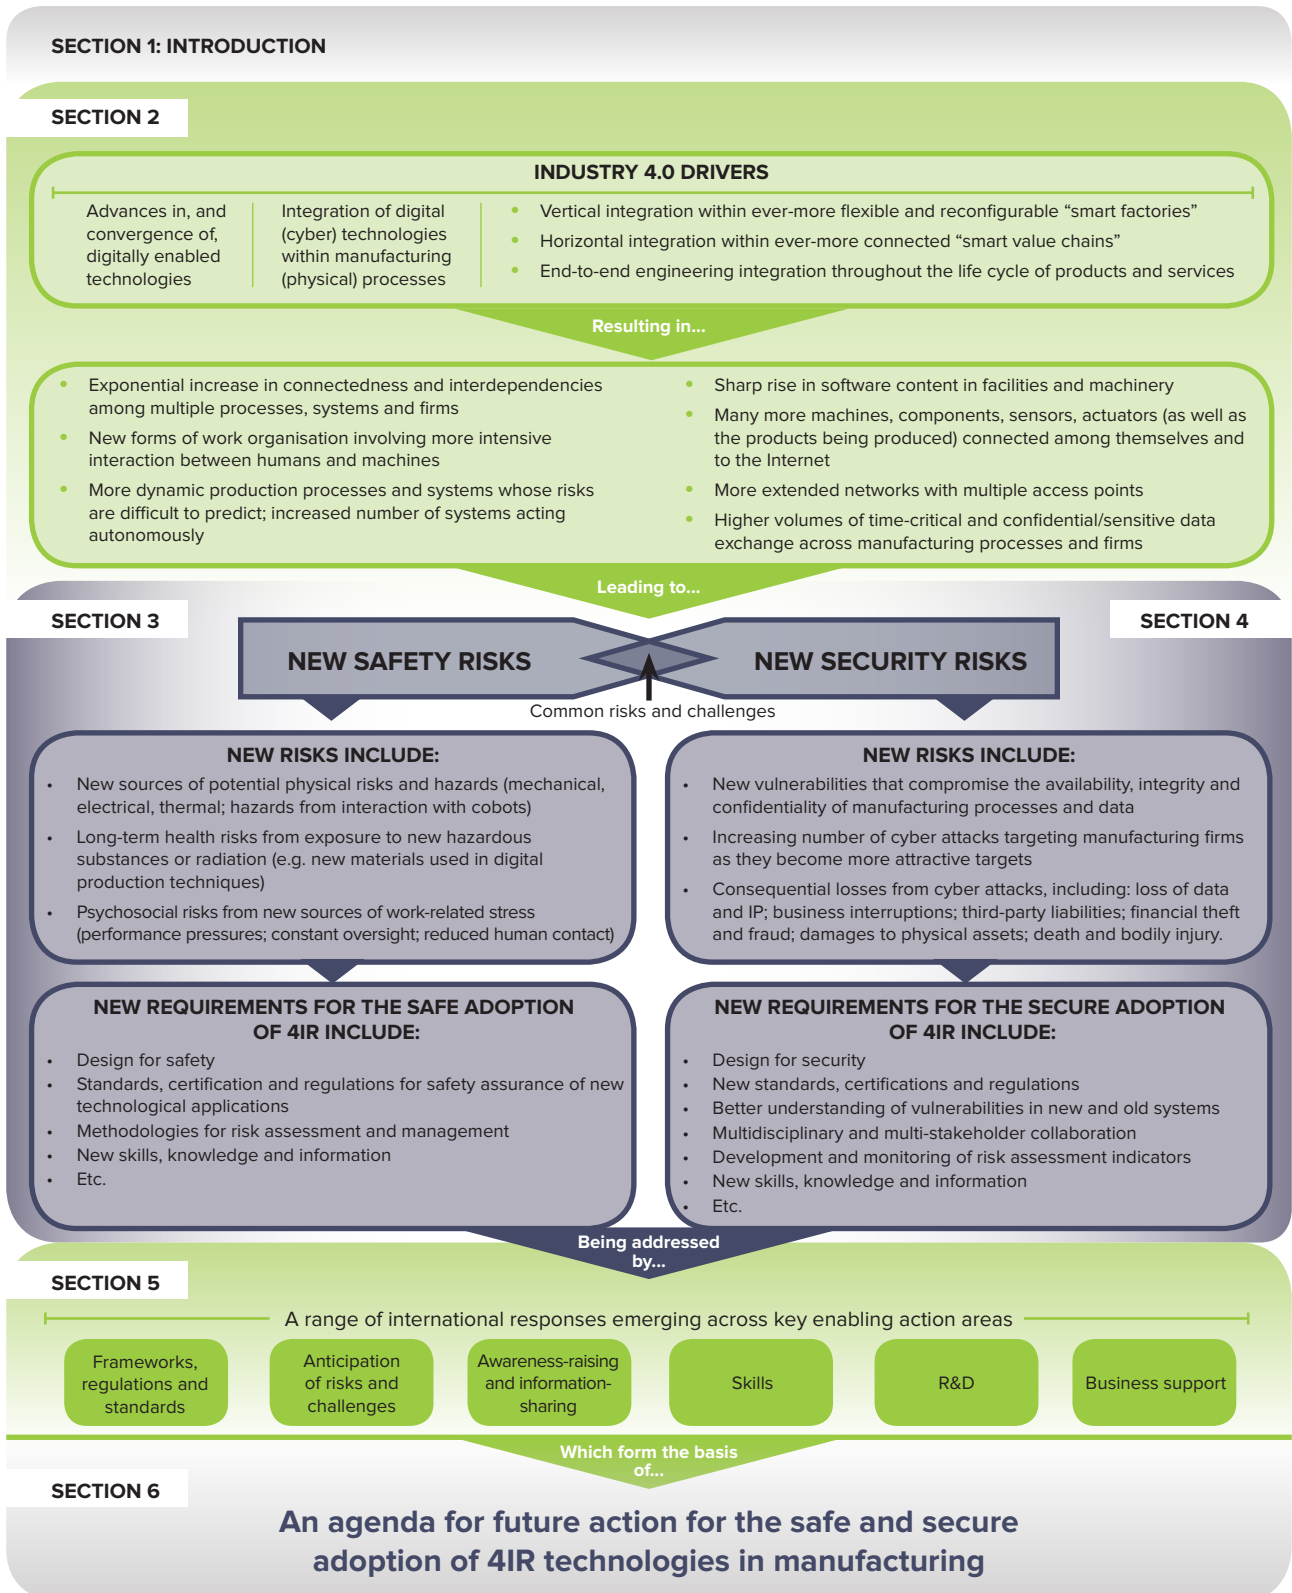 SECTION 1: INTRODUCTION
SECTION 2
INDUSTRY 4.0 DRIVERS
Advances in, and
convergence of,
digitally enabled
technologies
Integration of digital
(cyber) technologies
within manufacturing
(physical) processes
• Vertical integration within ever-more flexible and reconfigurable “smart factories”
• Horizontal integration within ever-more connected “smart value chains”
• End-to-end engineering integration throughout the life cycle of products and services
Resulting in...
• Exponential increase in connectedness and interdependencies
among multiple processes, systems and firms
• New forms of work organisation involving more intensive
interaction between humans and machines
• More dynamic production processes and systems whose risks
are difficult to predict; increased number of systems acting
autonomously
• Sharp rise in software content in facilities and machinery
• Many more machines, components, sensors, actuators (as well as
the products being produced) connected among themselves and
to the Internet
• More extended networks with multiple access points
• Higher volumes of time-critical and confidential/sensitive data
exchange across manufacturing processes and firms
Leading to...
SECTION 3
SECTION 4
NEW SAFETY RISKS
NEW SECURITY RISKS
Common risks and challenges
NEW RISKS INCLUDE:
• New sources of potential physical risks and hazards (mechanical,
electrical, thermal; hazards from interaction with cobots)
• Long-term health risks from exposure to new hazardous
substances or radiation (e.g. new materials used in digital
production techniques)
• Psychosocial risks from new sources of work-related stress
(performance pressures; constant oversight; reduced human contact)
NEW RISKS INCLUDE:
• New vulnerabilities that compromise the availability, integrity and
confidentiality of manufacturing processes and data
• Increasing number of cyber attacks targeting manufacturing firms
as they become more attractive targets
• Consequential losses from cyber attacks, including: loss of data
and IP; business interruptions; third-party liabilities; financial theft
and fraud; damages to physical assets; death and bodily injury.
NEW REQUIREMENTS FOR THE SAFE ADOPTION
OF 4IR INCLUDE:
• Design for safety
• Standards, certification and regulations for safety assurance of new
technological applications
• Methodologies for risk assessment and management
• New skills, knowledge and information
• Etc.
NEW REQUIREMENTS FOR THE SECURE ADOPTION
OF 4IR INCLUDE:
• Design for security
• New standards, certifications and regulations
• Better understanding of vulnerabilities in new and old systems
• Multidisciplinary and multi-stakeholder collaboration
• Development and monitoring of risk assessment indicators
• New skills, knowledge and information
• Etc.
Being addressed
by...
SECTION 5
A range of international responses emerging across key enabling action areas
Frameworks,
regulations and
standards
Anticipation
of risks and
challenges
Awareness-raising
and information-
sharing
Skills
R&D
Business support
Which form the basis
of...
SECTION 6
An agenda for future action for the safe and secure
adoption of 4IR technologies in manufacturing